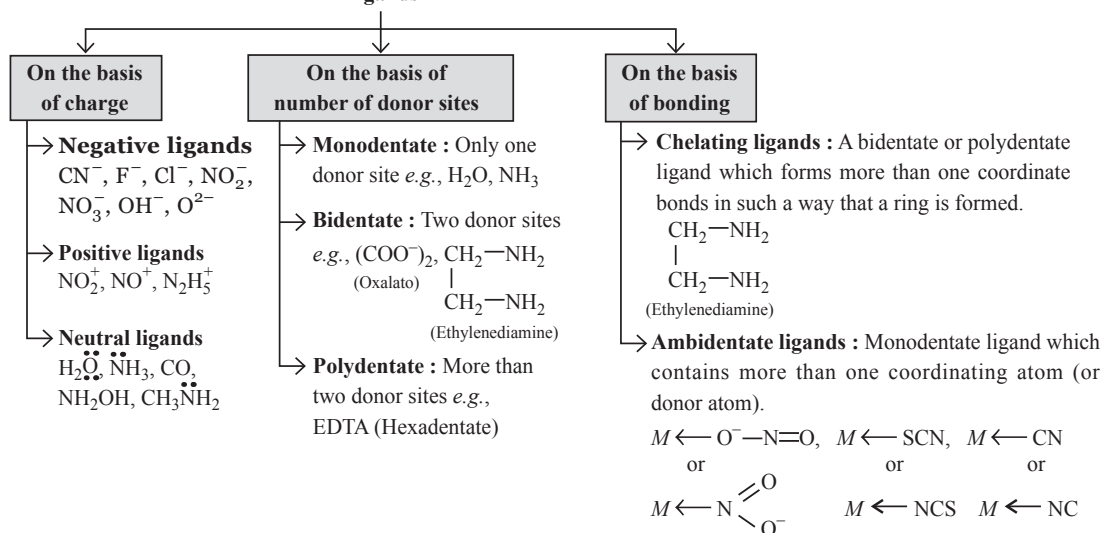 On the basis
of charge
Negative ligands
CN⁻, F⁻, Cl⁻, NO₂⁻,
NO₃⁻, OH⁻, O²⁻
Positive ligands
NO₂⁺, NO⁺, N₂H₅⁺
Neutral ligands
H₂O, NH₃, CO,
NH₂OH, CH₃NH₂
On the basis of
number of donor sites
Monodentate : Only one
donor site e.g., H₂O, NH₃
Bidentate : Two donor sites
e.g., (COO⁻)₂, CH₂—NH₂
(Oxalato)
CH₂—NH₂
(Ethylenediamine)
Polydentate : More than
two donor sites e.g.,
EDTA (Hexadentate)
On the basis
of bonding
Chelating ligands : A bidentate or polydentate
ligand which forms more than one coordinate
bonds in such a way that a ring is formed.
CH₂—NH₂
CH₂—NH₂
(Ethylenediamine)
Ambidentate ligands : Monodentate ligand which
contains more than one coordinating atom (or
donor atom).
M ← O⁻—N=O, M ← SCN, M ← CN
or or or
O
M ← N M ← NCS M ← NC
O⁻